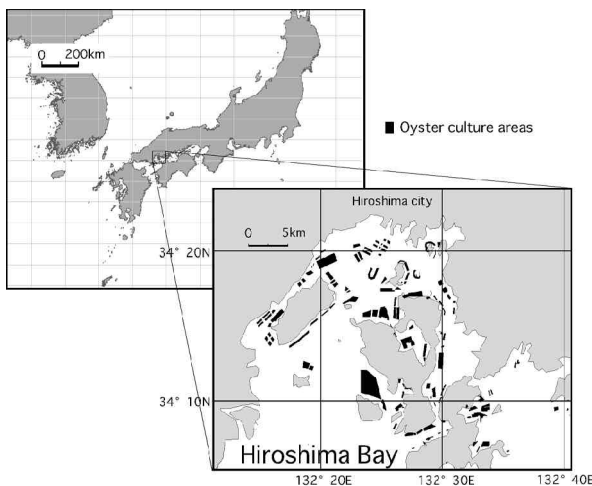 0 200km
Oyster culture areas
Hiroshima city
0 5km
34° 20N
34° 10N
Hiroshima Bay
132° 20E
132° 30E
132° 40E